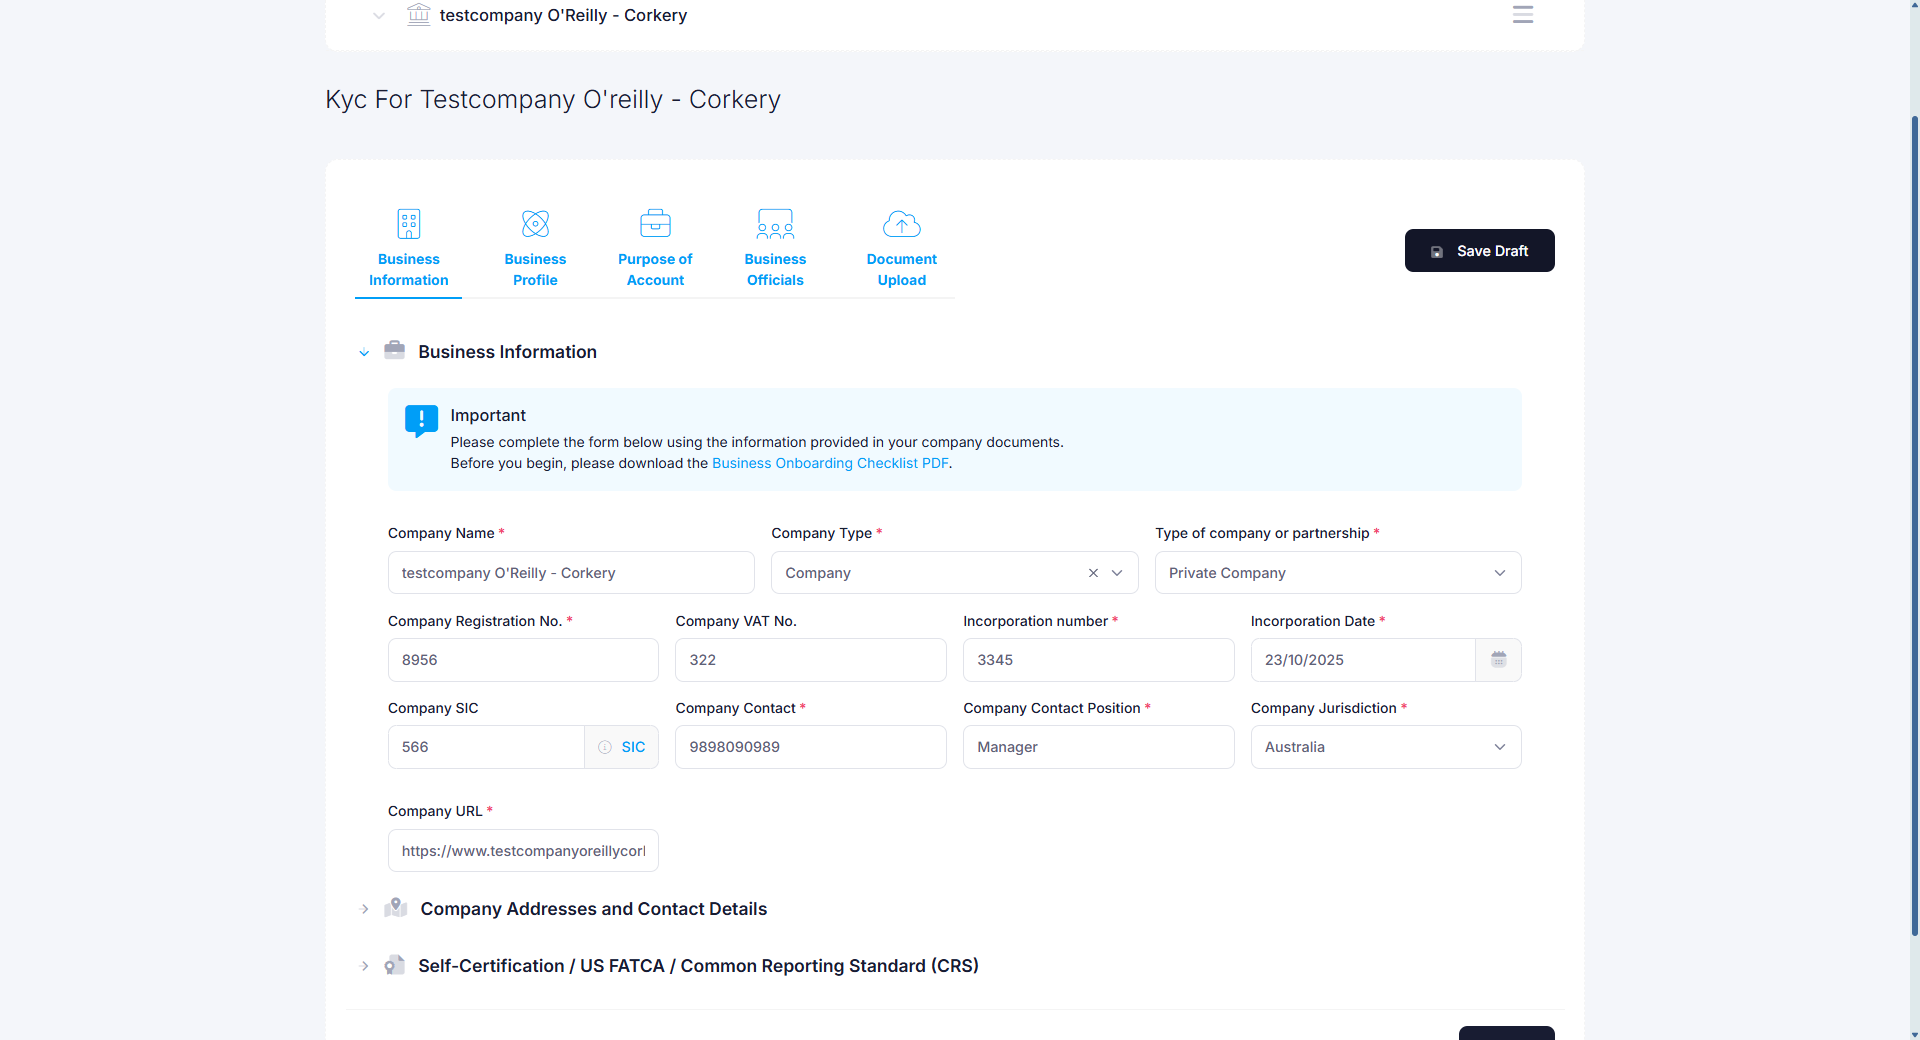 testcompany O'Reilly - Corkery
Kyc For Testcompany O'reilly - Corkery
Business Information
Business Profile
Purpose of Account
Business Officials
Document Upload
Save Draft
Business Information
Important
Please complete the form below using the information provided in your company documents.
Before you begin, please download the Business Onboarding Checklist PDF.
Company Name *
testcompany O'Reilly - Corkery
Company Type *
Company
Type of company or partnership *
Private Company
Company Registration No. *
8956
Company VAT No.
322
Incorporation number *
3345
Incorporation Date *
23/10/2025
Company SIC
566
SIC
Company Contact *
9898090989
Company Contact Position *
Manager
Company Jurisdiction *
Australia
Company URL *
https://www.testcompanyoreillycorl
Company Addresses and Contact Details
Self-Certification / US FATCA / Common Reporting Standard (CRS)